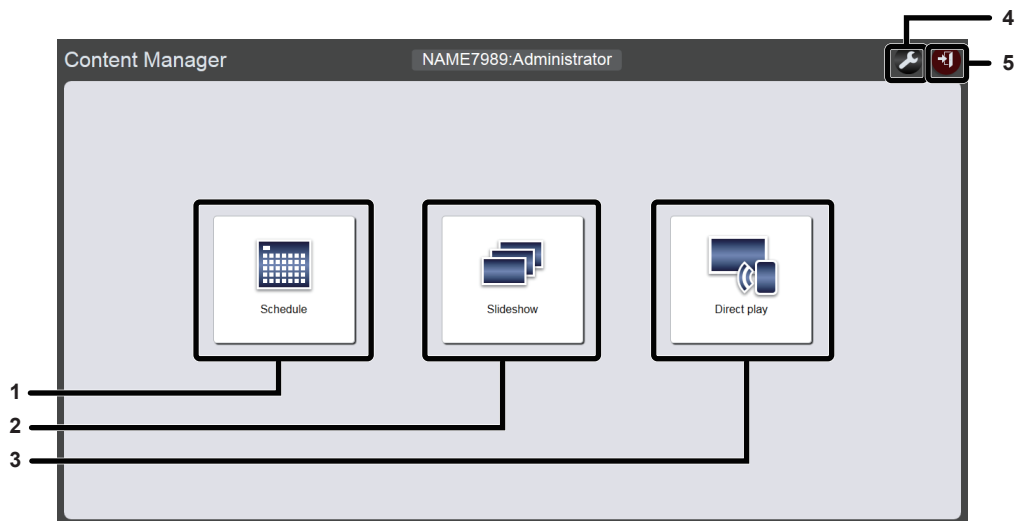 4
Content Manager NAME7989:Administrator
5
Schedule Slideshow Direct play
1
2
3